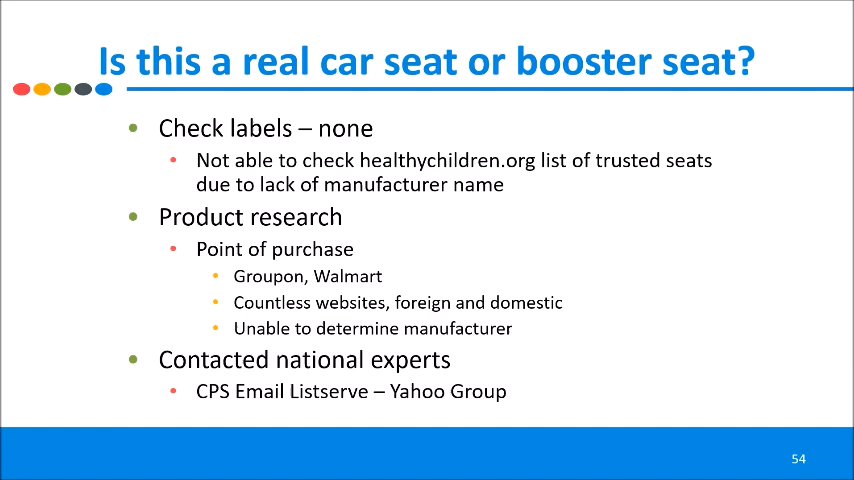 Is this a real car seat or booster seat?
• Check labels – none
• Not able to check healthychildren.org list of trusted seats
due to lack of manufacturer name
• Product research
• Point of purchase
• Groupon, Walmart
• Countless websites, foreign and domestic
• Unable to determine manufacturer
• Contacted national experts
• CPS Email Listserve – Yahoo Group
54